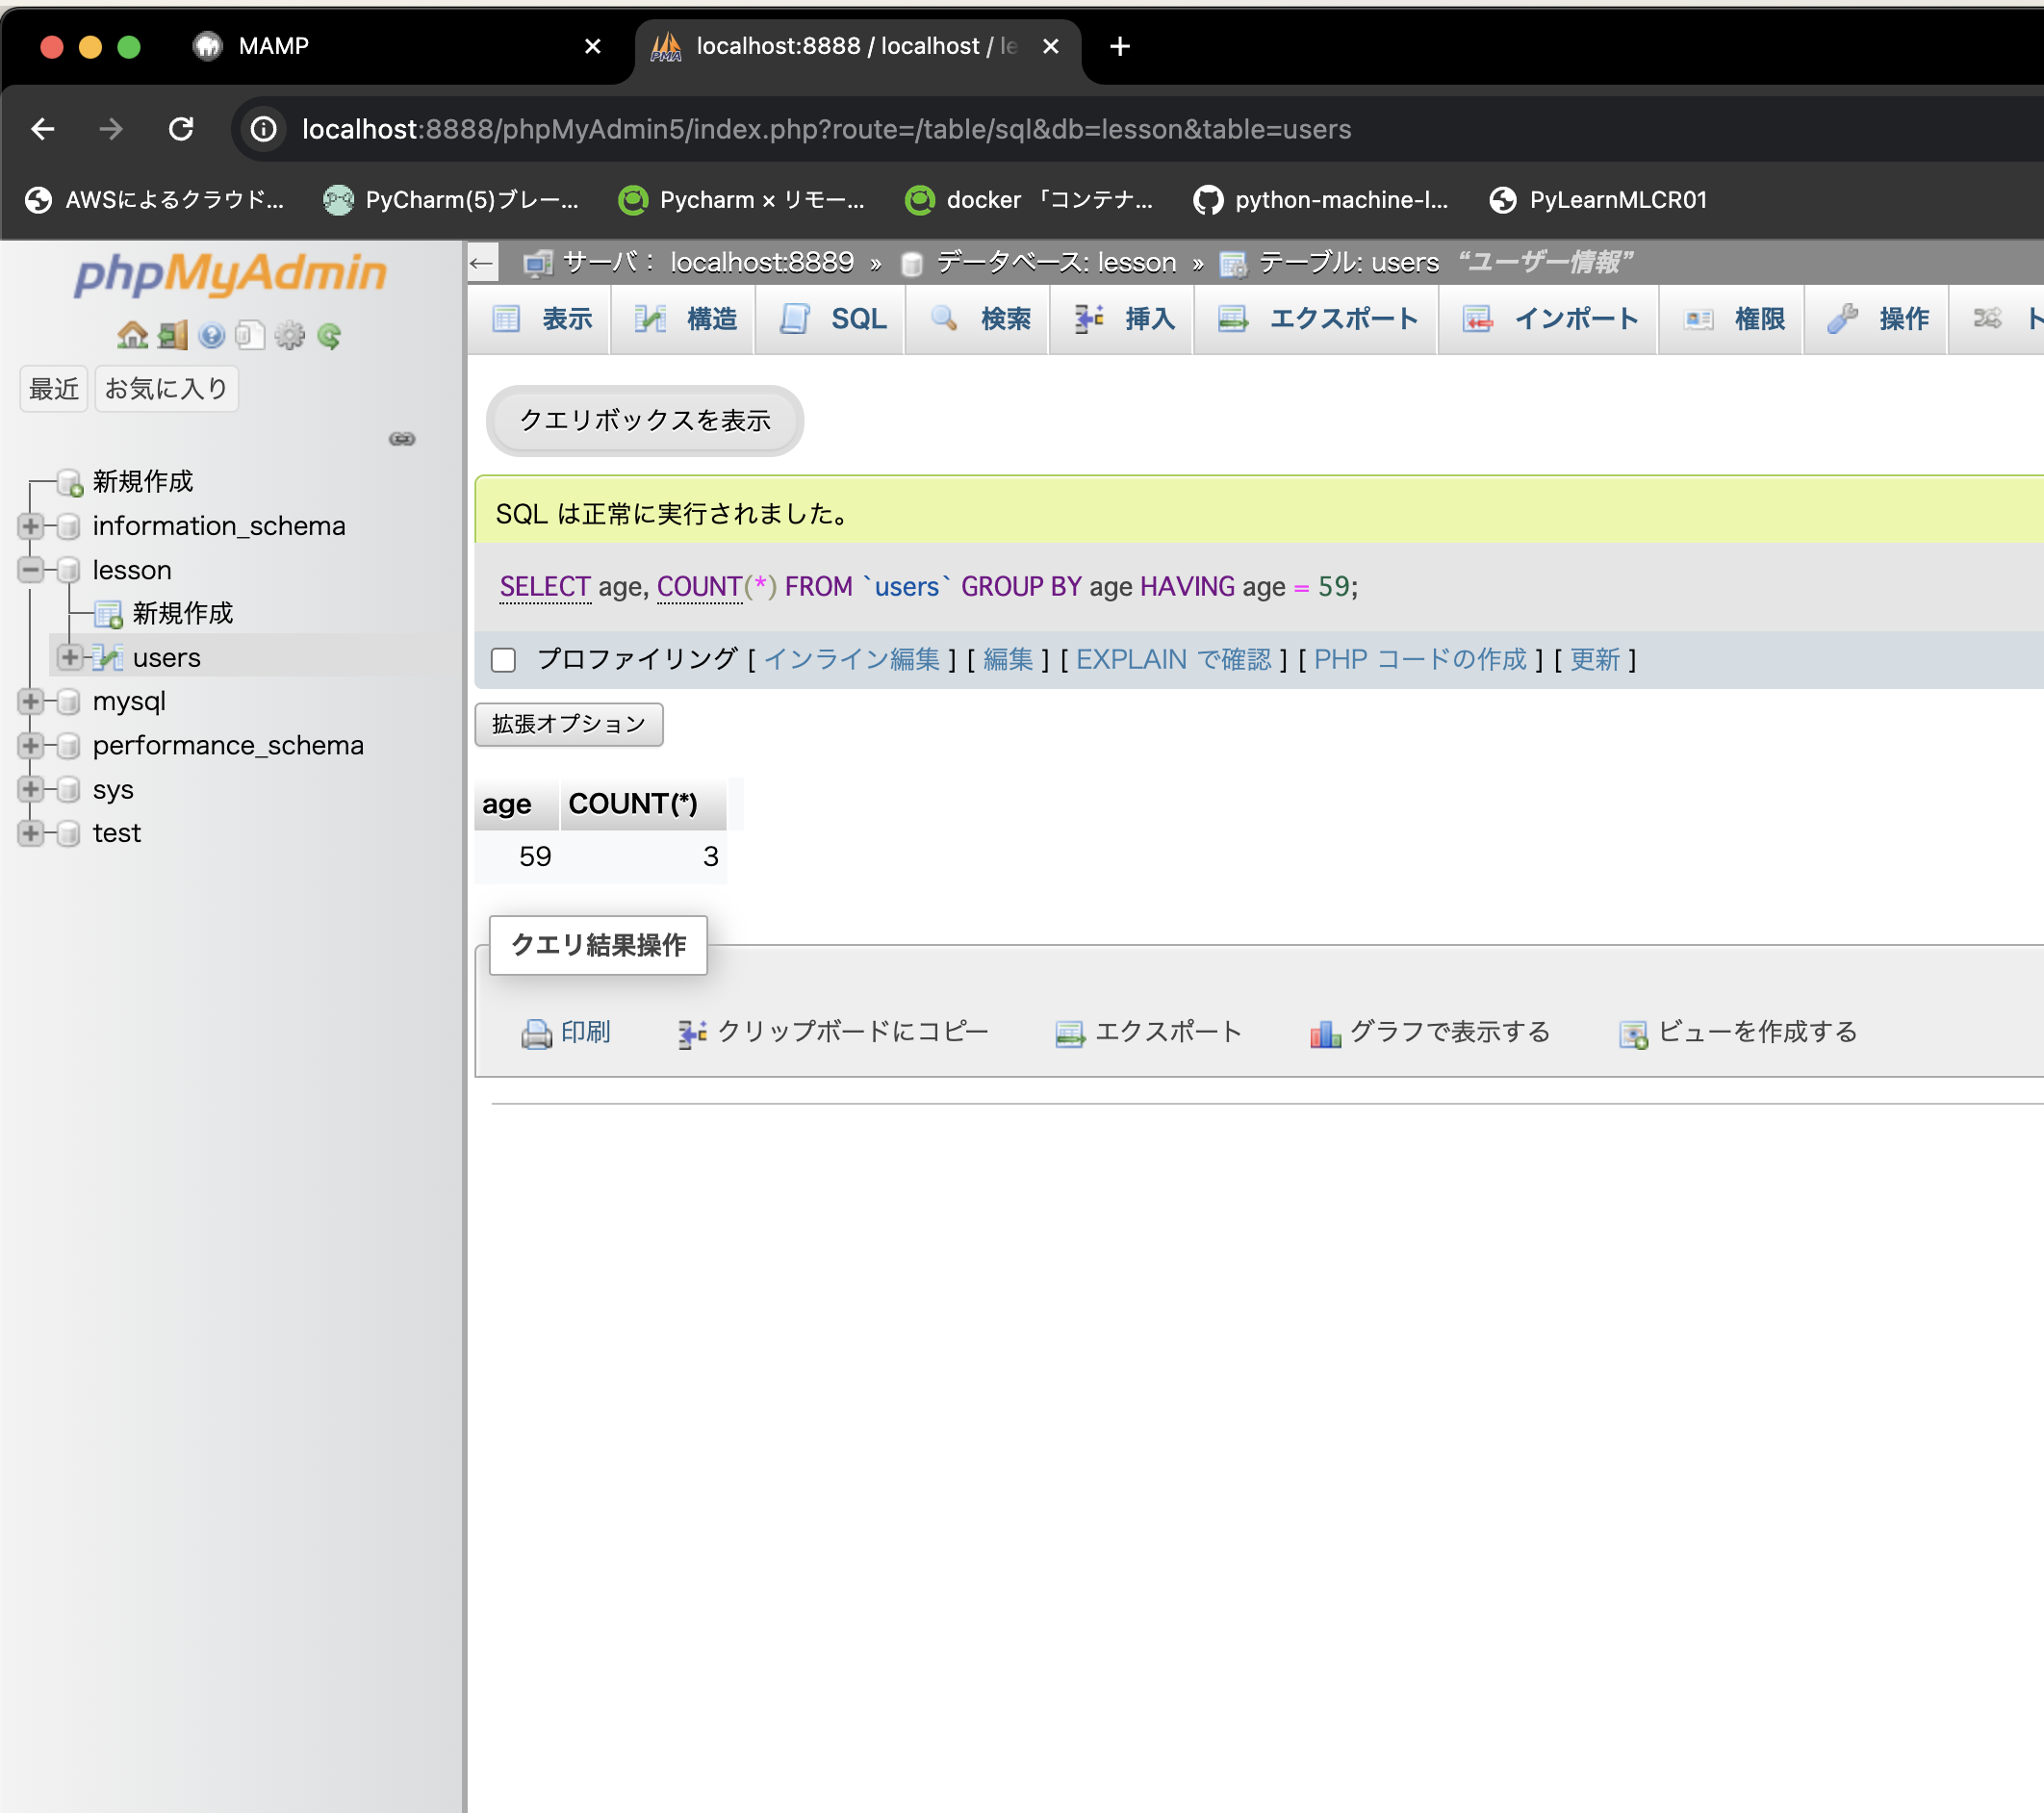 MAMP
localhost:8888 / localhost / le
localhost:8888/phpMyAdmin5/index.php?route=/table/sql&db=lesson&table=users
AWSによるクラウド... PyCharm(5)ブレー... Pycharm × リモー... docker 「コンテナ... python-machine-l... PyLearnMLCR01
phpMyAdmin
最近 お気に入り
新規作成
information_schema
lesson
新規作成
users
mysql
performance_schema
sys
test
← サーバ: localhost:8889 » データベース: lesson » テーブル: users “ユーザー情報”
表示 構造 SQL 検索 挿入 エクスポート インポート 権限 操作 ト
クエリボックスを表示
SQL は正常に実行されました。
SELECT age, COUNT(*) FROM `users` GROUP BY age HAVING age = 59;
プロファイリング [ インライン編集 ] [ 編集 ] [ EXPLAIN で確認 ] [ PHP コードの作成 ] [ 更新 ]
拡張オプション
age COUNT(*)
59 3
クエリ結果操作
印刷 クリップボードにコピー エクスポート グラフで表示する ビューを作成する